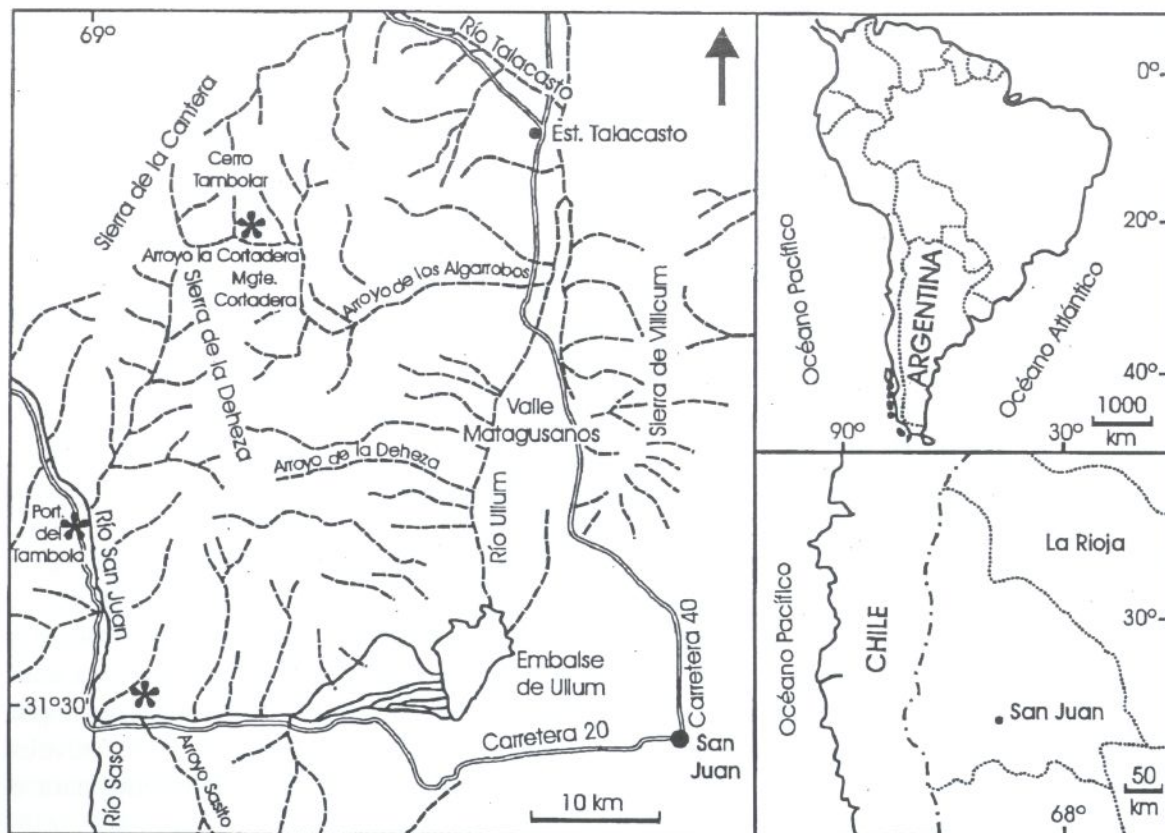 69°
Río Talacasto
Est. Talacasto
Sierra de la Cantera
Cerro
Tambolar
Arroyo la Cortadera
Mgte.
Cortadera
Arroyo de los Algarrobos
Sierra de la Deheza
Sierra de Villicum
Valle
Matagusanos
Arroyo de la Deheza
Río Ullum
Port.
del
Tambola
Río San Juan
Embalse
de Ullum
Carretera 40
31°30'
Carretera 20
San
Juan
Río Saso
Arroyo Sasito
10 km
0°
20°
40°
Océano Pacífico
ARGENTINA
Océano Atlántico
1000
km
90°
30°
Océano Pacífico
CHILE
La Rioja
30°
San Juan
50
km
68°